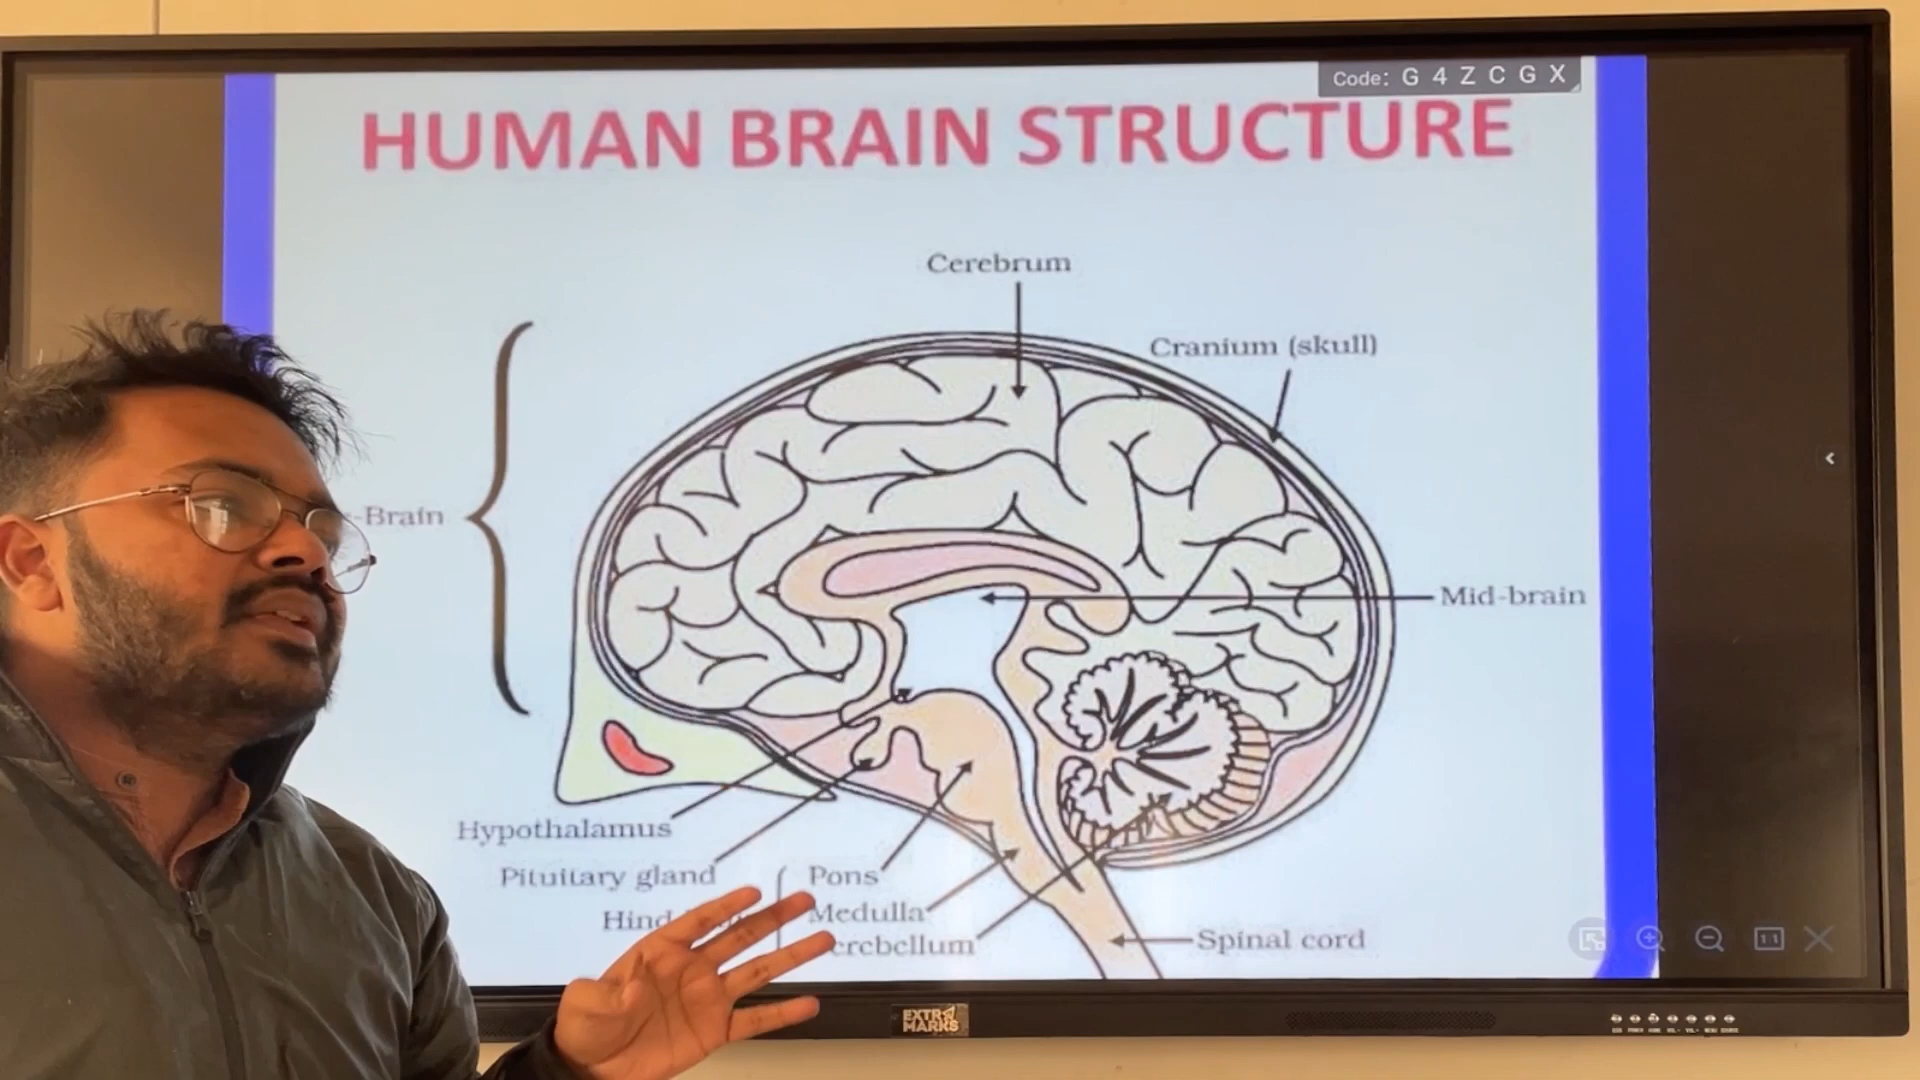 Code: G 4 Z C G X
HUMAN BRAIN STRUCTURE
Cerebrum
Cranium (skull)
-Brain
Mid-brain
Hypothalamus
Pituitary gland
Pons
Hind
Medulla
erebellum
Spinal cord
EXTRA
MARKS